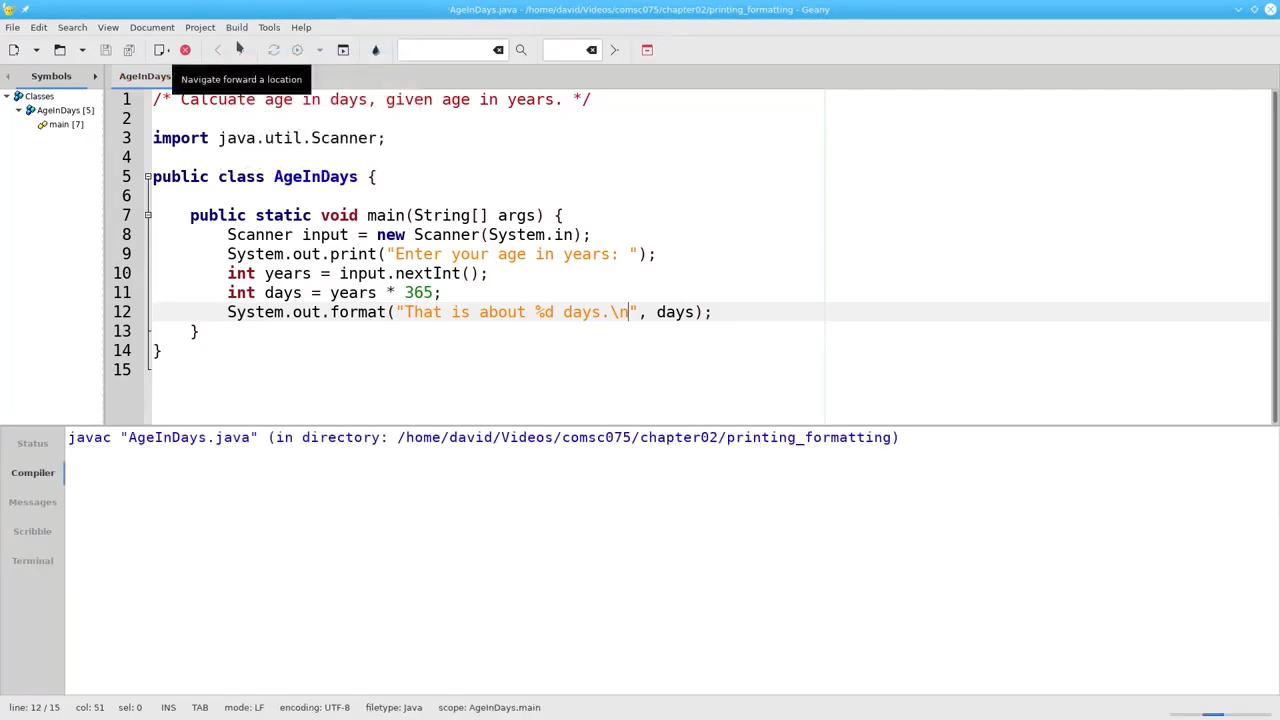 *AgeInDays.java - /home/david/Videos/comsc075/chapter02/printing_formatting - Geany
File Edit Search View Document Project Build Tools Help
Symbols
AgeInDays
Navigate forward a location
Classes
AgeInDays [5]
main [7]
1 /* Calcuate age in days, given age in years. */
2
3 import java.util.Scanner;
4
5 public class AgeInDays {
6
7 public static void main(String[] args) {
8 Scanner input = new Scanner(System.in);
9 System.out.print("Enter your age in years: ");
10 int years = input.nextInt();
11 int days = years * 365;
12 System.out.format("That is about %d days.\n", days);
13 }
14 }
15
Status
Compiler
Messages
Scribble
Terminal
javac "AgeInDays.java" (in directory: /home/david/Videos/comsc075/chapter02/printing_formatting)
line: 12 / 15 col: 51 sel: 0 INS TAB mode: LF encoding: UTF-8 filetype: Java scope: AgeInDays.main